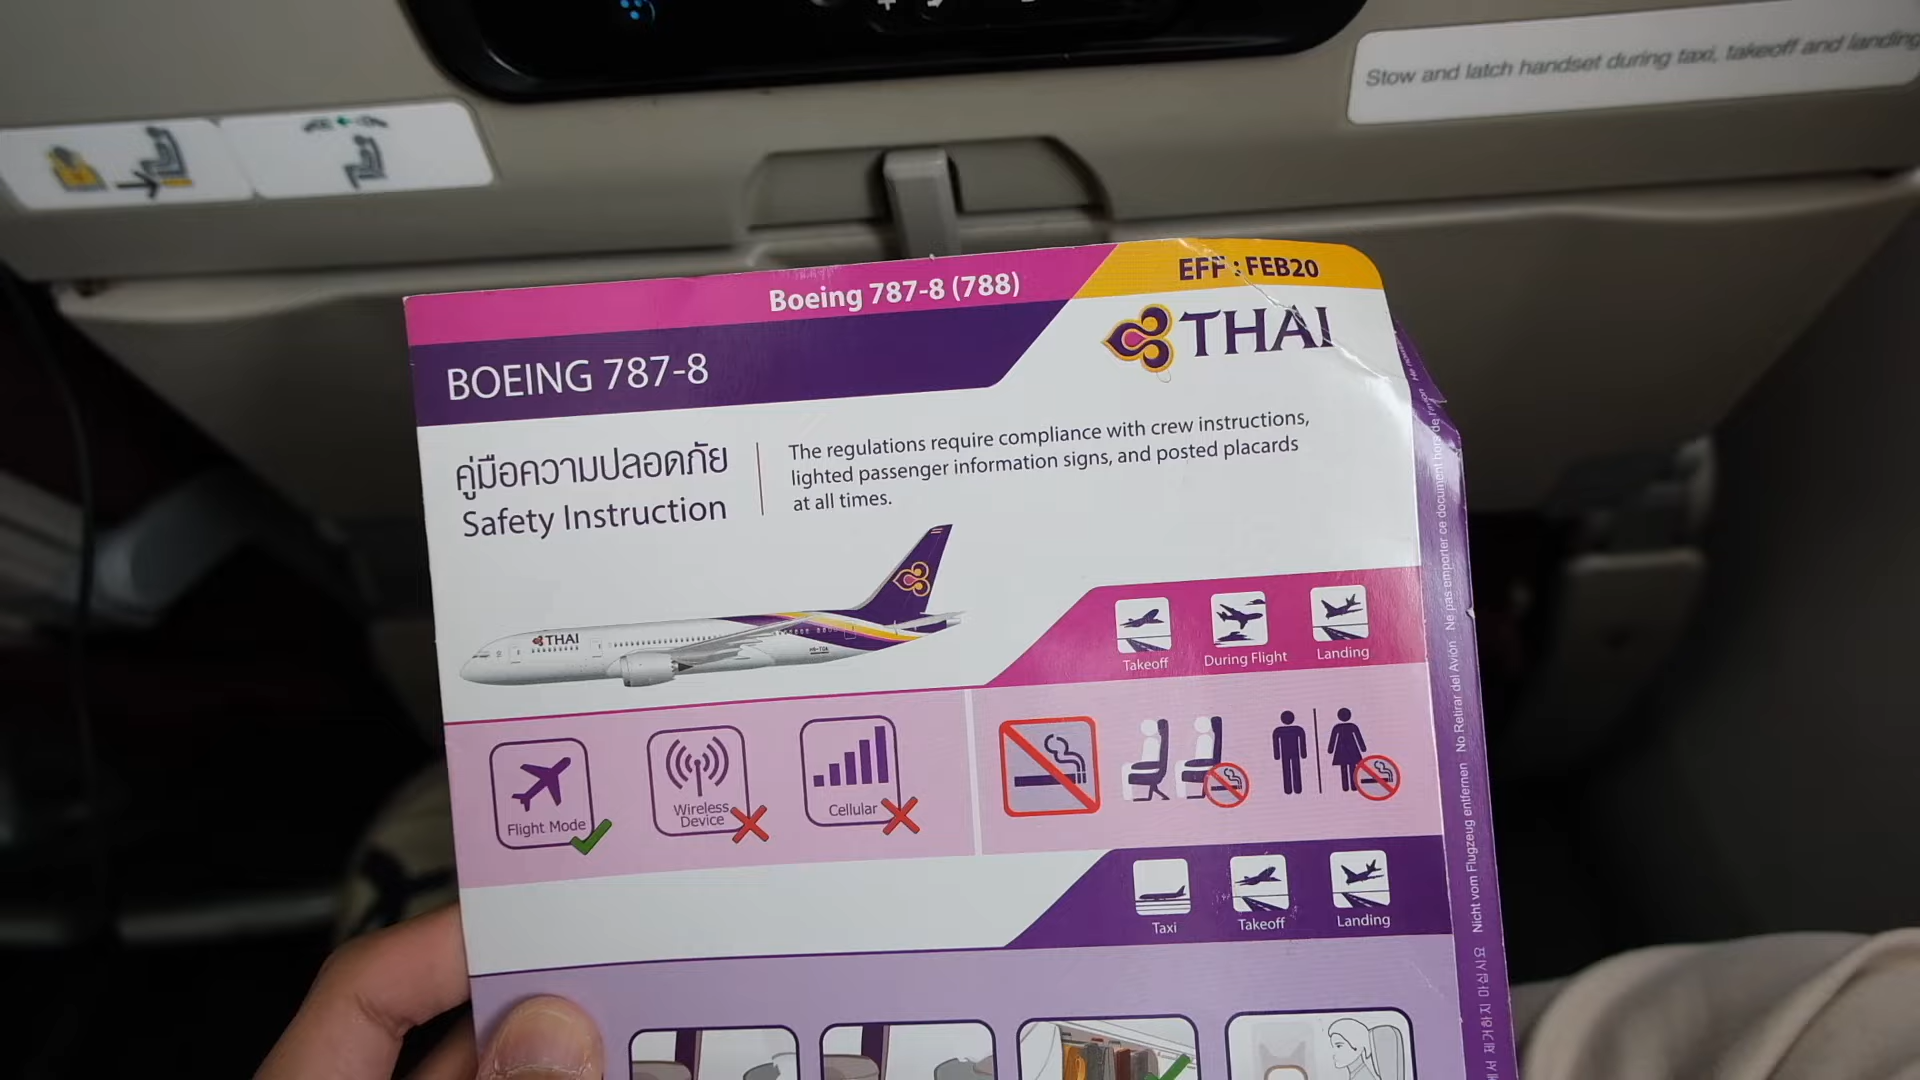 Stow and latch handset during taxi, takeoff and landing
EFF : FEB20
Boeing 787-8 (788)
THAI
BOEING 787-8
คู่มือความปลอดภัย
Safety Instruction
The regulations require compliance with crew instructions,
lighted passenger information signs, and posted placards
at all times.
THAI
Takeoff
During Flight
Landing
Flight Mode
Wireless
Device
Cellular
Taxi
Takeoff
Landing
Nicht vom Flugzeug entfernen No Retirar del Avion Ne pas emporter ce document hors de